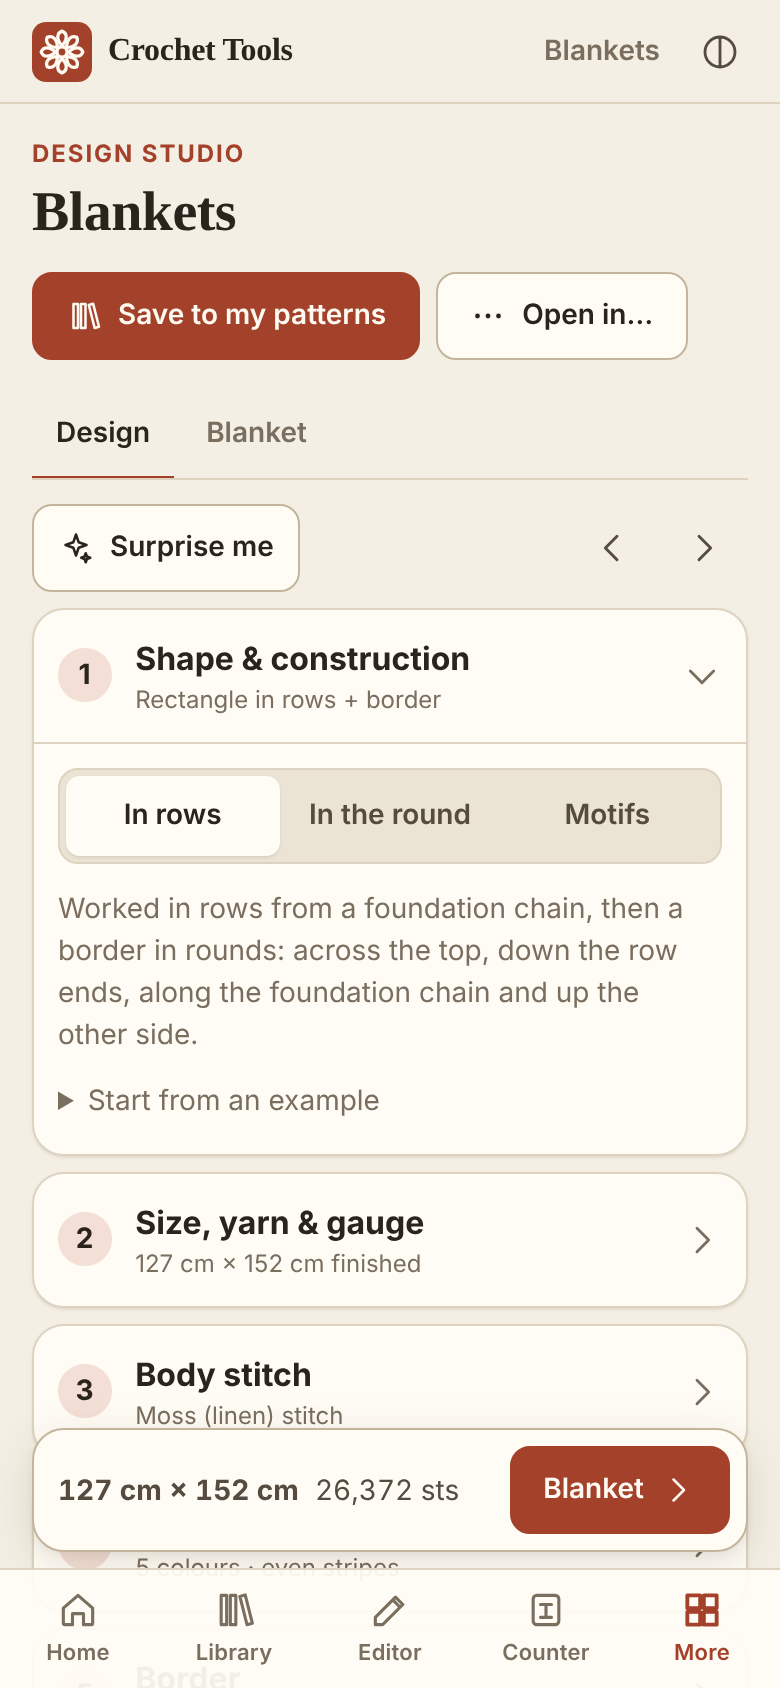 Crochet Tools
Blankets
DESIGN STUDIO
Blankets
Save to my patterns
Open in...
Design
Blanket
Surprise me
1
Shape & construction
Rectangle in rows + border
In rows
In the round
Motifs
Worked in rows from a foundation chain, then a
border in rounds: across the top, down the row
ends, along the foundation chain and up the
other side.
Start from an example
2
Size, yarn & gauge
127 cm × 152 cm finished
3
Body stitch
Moss (linen) stitch
127 cm × 152 cm
26,372 sts
Blanket
5 colours · even stripes
Home
Library
Editor
Counter
More
Border